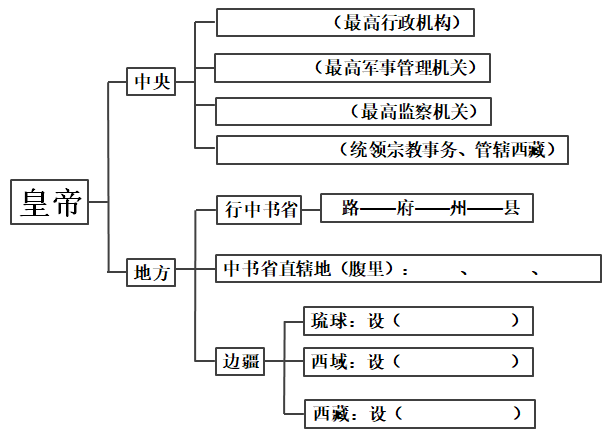 皇帝
中央
（最高行政机构）
（最高军事管理机关）
（最高监察机关）
（统领宗教事务、管辖西藏）
地方
行中书省
路——府——州——县
中书省直辖地（腹里）：　　、　　、
边疆
琉球：设（　　　　　　）
西域：设（　　　　　　）
西藏：设（　　　　　　）